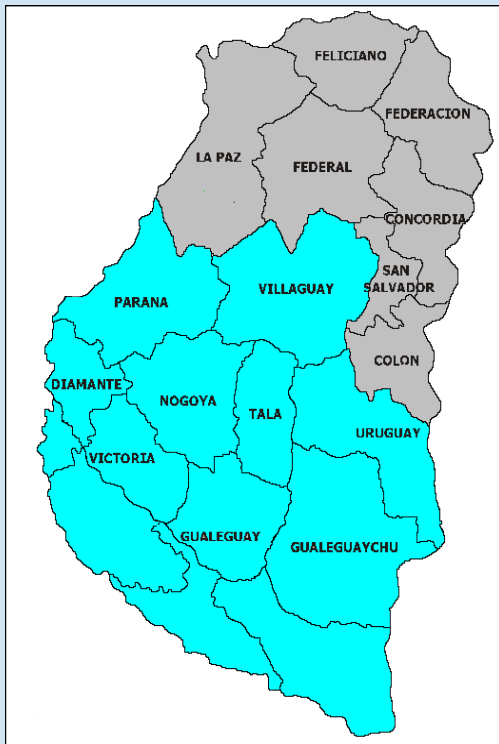 FELICIANO
FEDERACION
LA PAZ
FEDERAL
CONCORDIA
SAN
SALVADOR
VILLAGUAY
PARANA
COLON
DIAMANTE
NOGOYA
TALA
URUGUAY
VICTORIA
GUALEGUAY
GUALEGUAYCHU